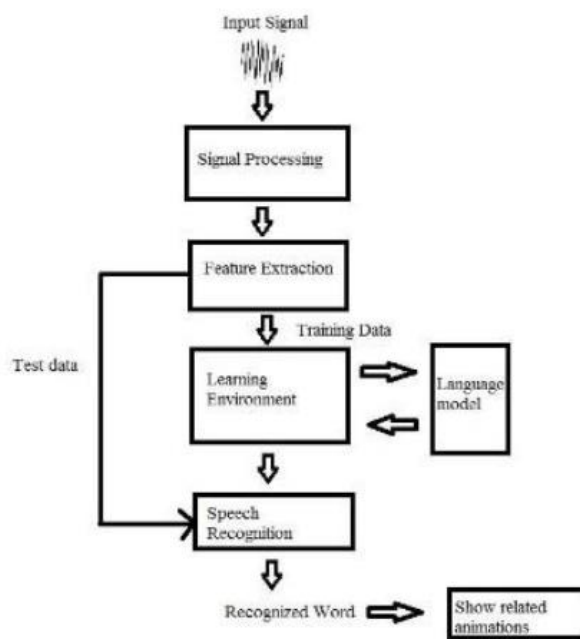 Input Signal
Signal Processing
Feature Extraction
Training Data
Test data
Learning
Environment
Language
model
Speech
Recognition
Recognized Word
Show related
animations